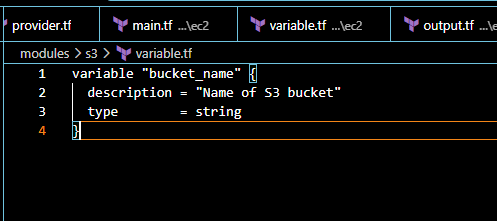 provider.tf
main.tf ...\ec2
variable.tf ...\ec2
output.tf ...\ec2
modules > s3 > variable.tf
1 variable "bucket_name" {
2   description = "Name of S3 bucket"
3   type        = string
4 }